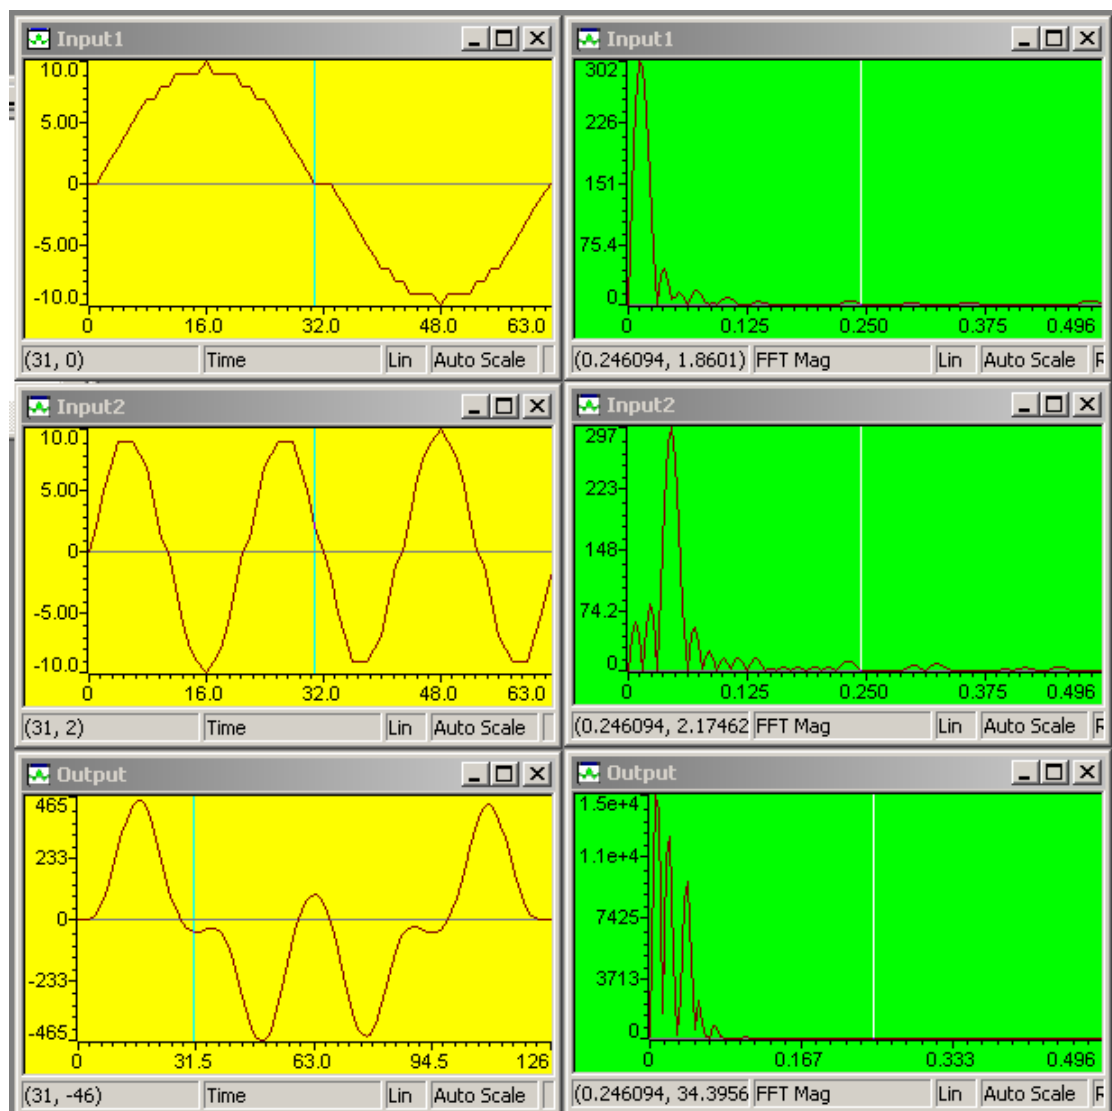 Input1
10.0
5.00
0
-5.00
-10.0
0 16.0 32.0 48.0 63.0
(31, 0) Time Lin Auto Scale
Input1
302
226
151
75.4
0
0 0.125 0.250 0.375 0.496
(0.246094, 1.8601) FFT Mag Lin Auto Scale
Input2
10.0
5.00
0
-5.00
-10.0
0 16.0 32.0 48.0 63.0
(31, 2) Time Lin Auto Scale
Input2
297
223
148
74.2
0
0 0.125 0.250 0.375 0.496
(0.246094, 2.17462 FFT Mag Lin Auto Scale
Output
465
233
0
-233
-465
0 31.5 63.0 94.5 126
(31, -46) Time Lin Auto Scale
Output
1.5e+4
1.1e+4
7425
3713
0
0 0.167 0.333 0.496
(0.246094, 34.3956 FFT Mag Lin Auto Scale